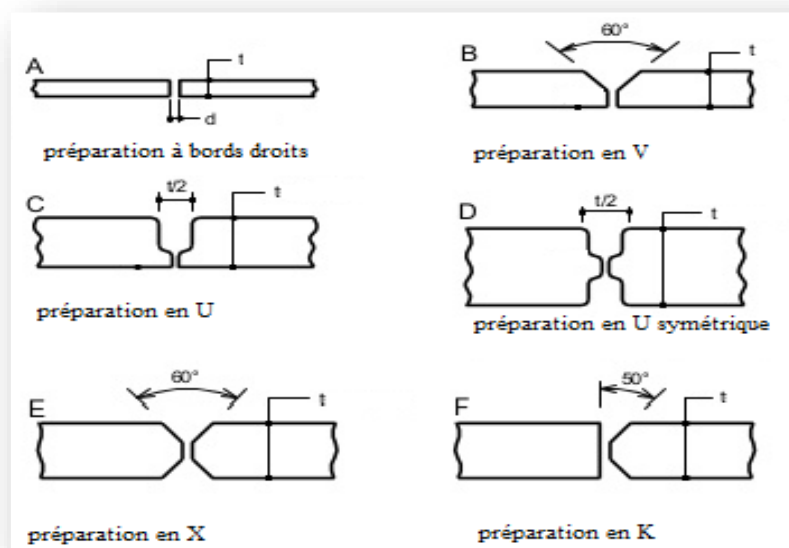 60°
A
t
B
t
d
préparation à bords droits
préparation en V
t/2
C
t
t/2
D
t
préparation en U
préparation en U symétrique
60°
E
t
50°
F
t
préparation en X
préparation en K